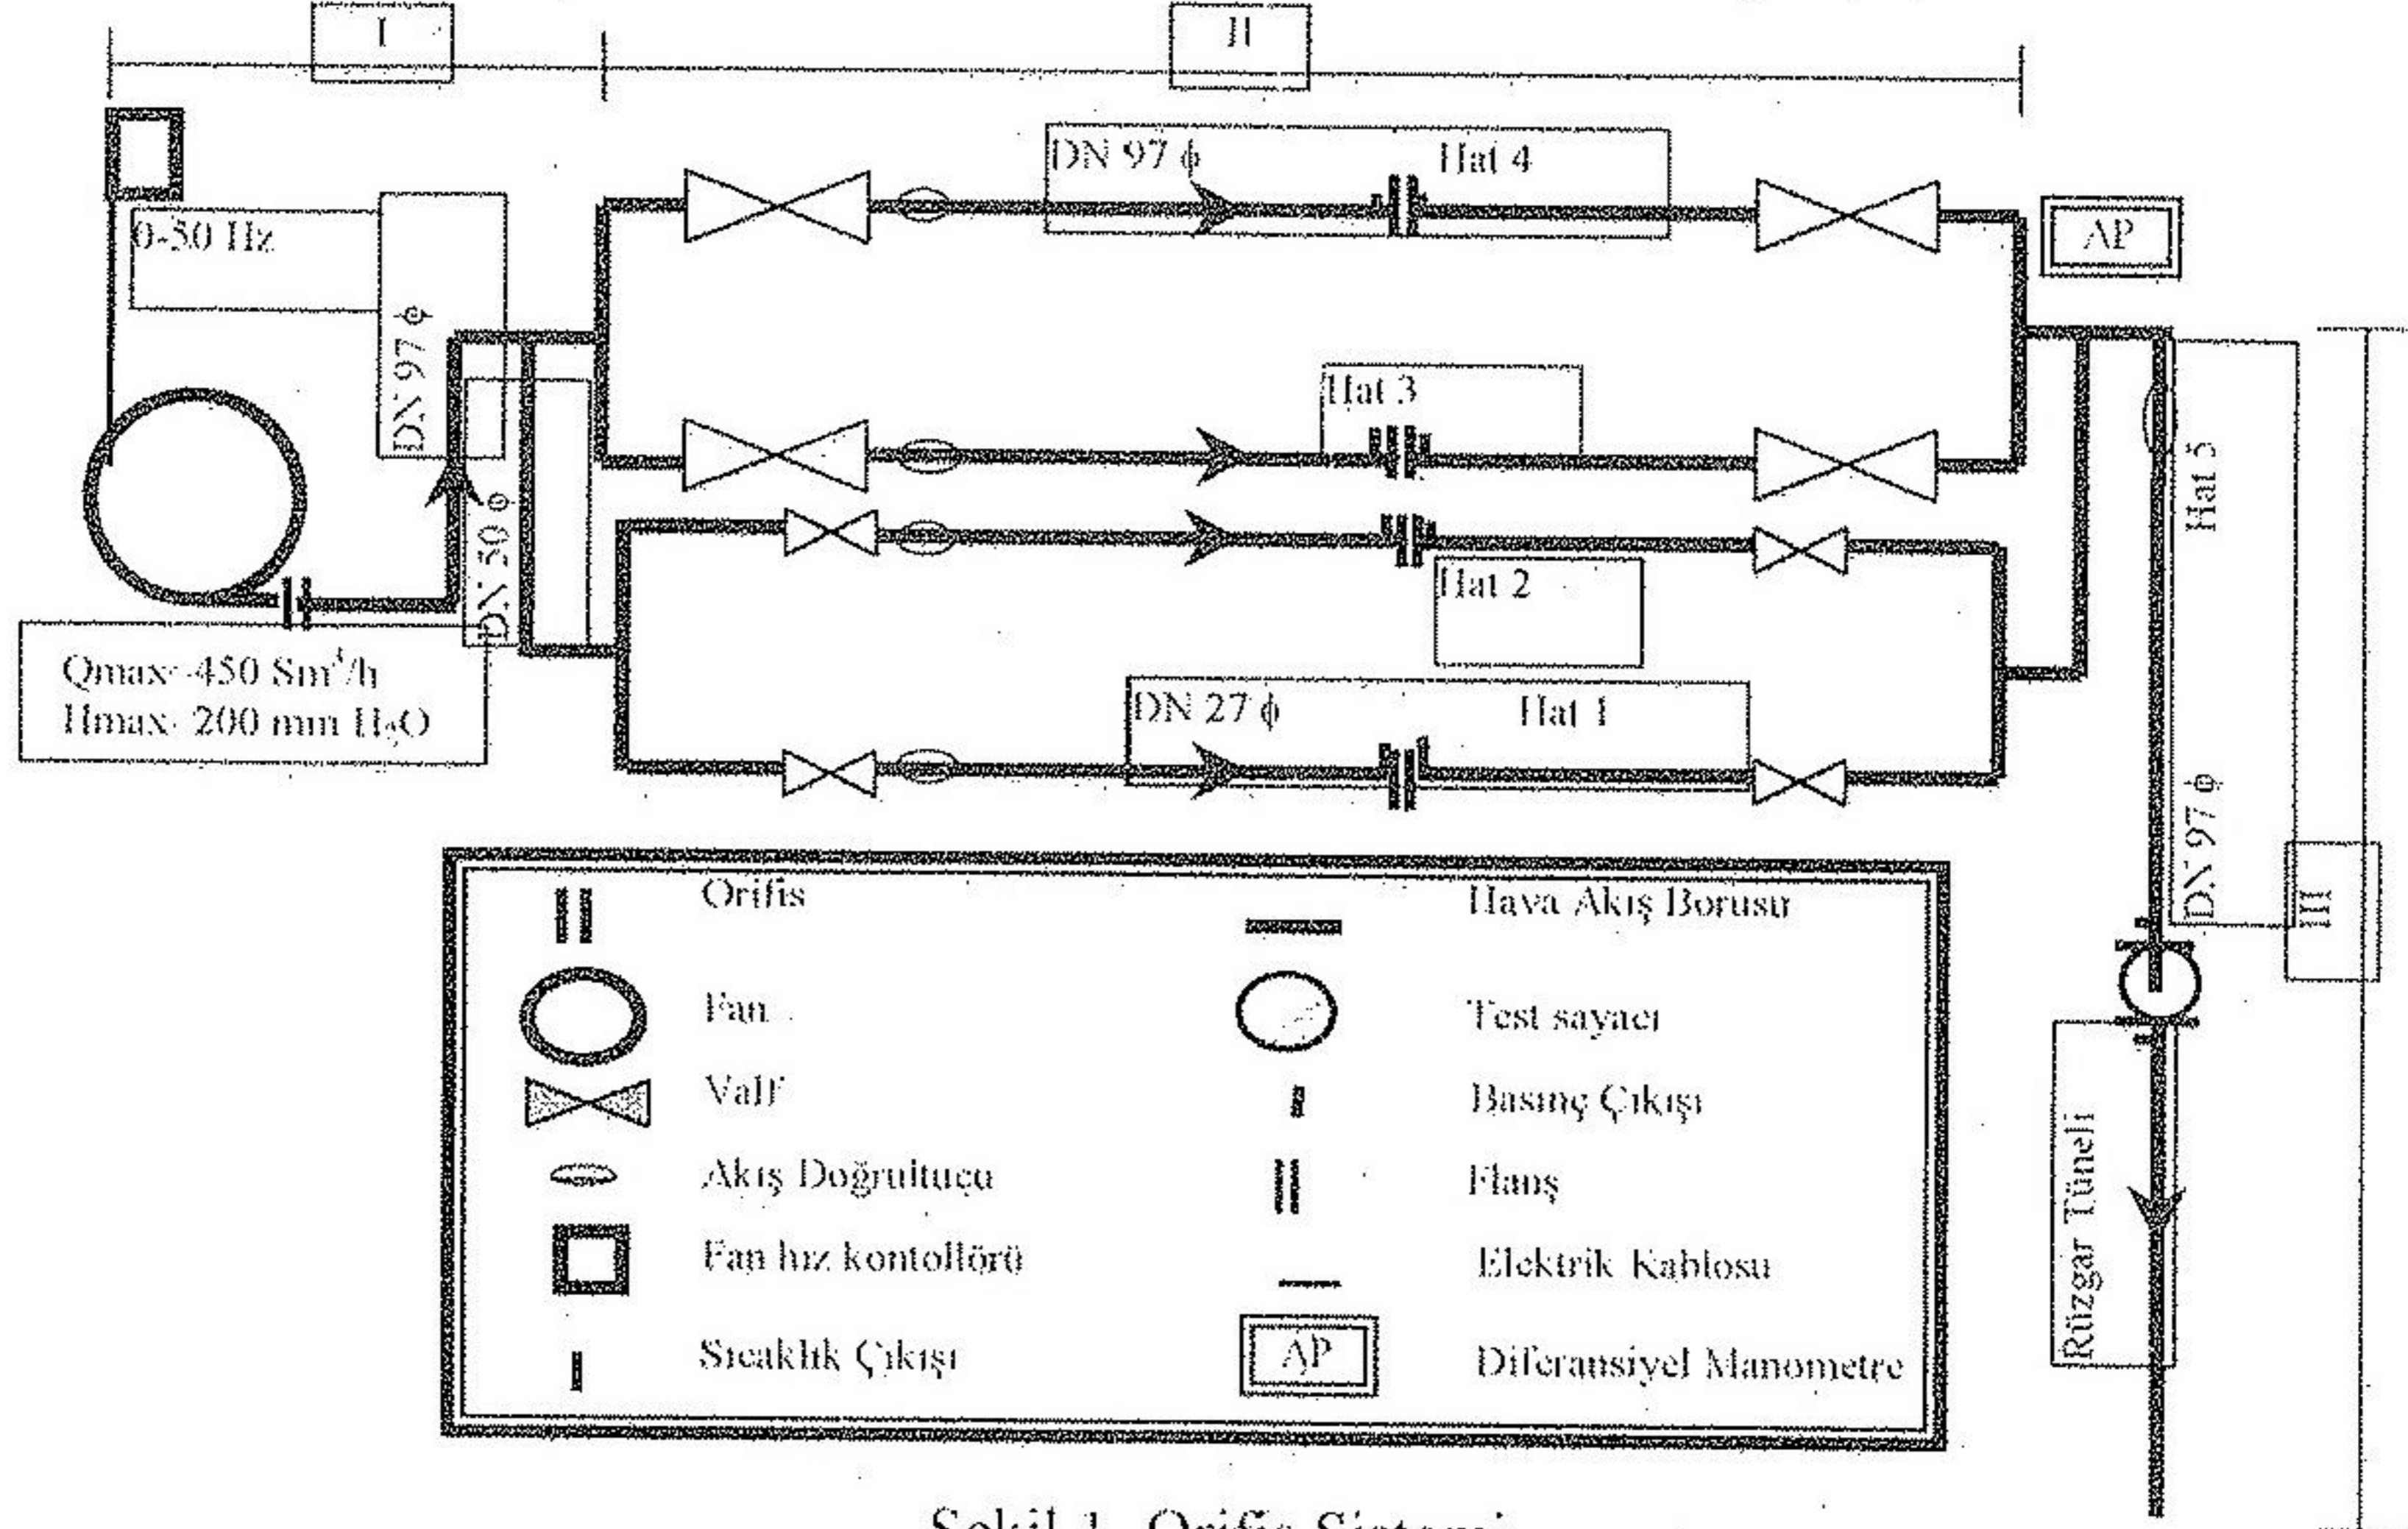 I
II
DN 97 ϕ
Hat 4
0-50 Hz
ΔP
DN 97 ϕ
Hat 3
DN 50 ϕ
Hat 5
Hat 2
Qmax: 450 Sm³/h
Hmax: 200 mm H₂O
DN 27 ϕ
Hat 1
DN 97 ϕ
III
Orifis
Hava Akış Borusu
Fan
Test sayacı
Valf
Basınç Çıkışı
Akış Doğrultucu
Flanş
Fan hız kontollörü
Elektrik Kablosu
Sıcaklık Çıkışı
ΔP
Diferansiyel Manometre
Rüzgar Tüneli
Şekil 1. Orifis Sistemi